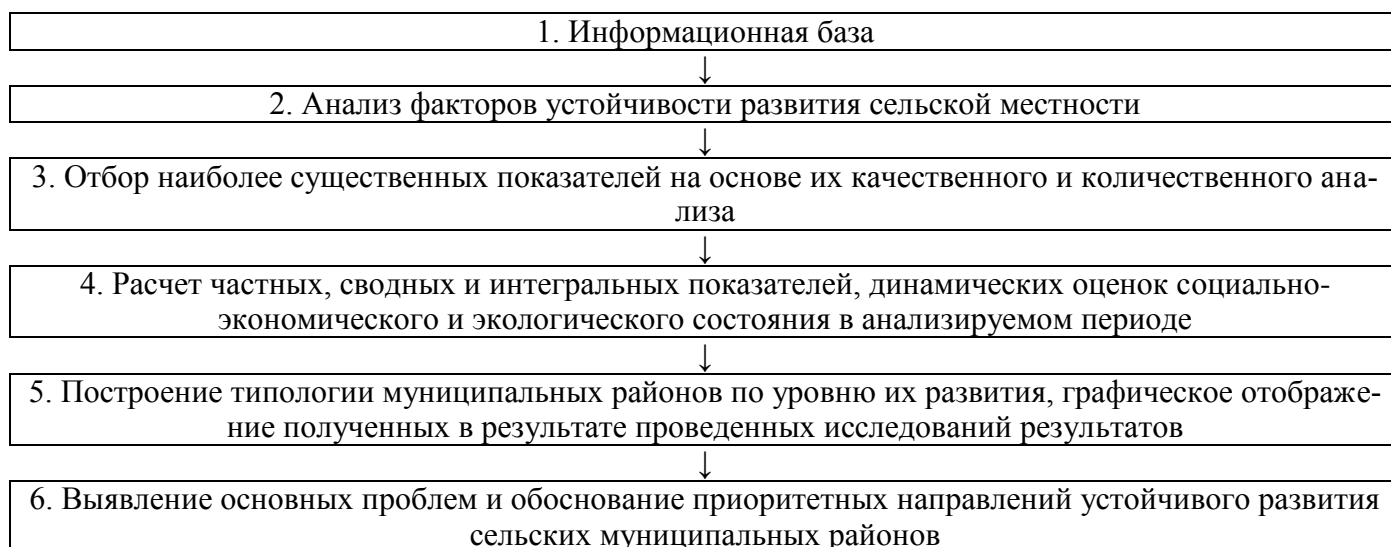 1. Информационная база
↓
2. Анализ факторов устойчивости развития сельской местности
↓
3. Отбор наиболее существенных показателей на основе их качественного и количественного ана-
лиза
↓
4. Расчет частных, сводных и интегральных показателей, динамических оценок социально-
экономического и экологического состояния в анализируемом периоде
↓
5. Построение типологии муниципальных районов по уровню их развития, графическое отображе-
ние полученных в результате проведенных исследований результатов
↓
6. Выявление основных проблем и обоснование приоритетных направлений устойчивого развития
сельских муниципальных районов